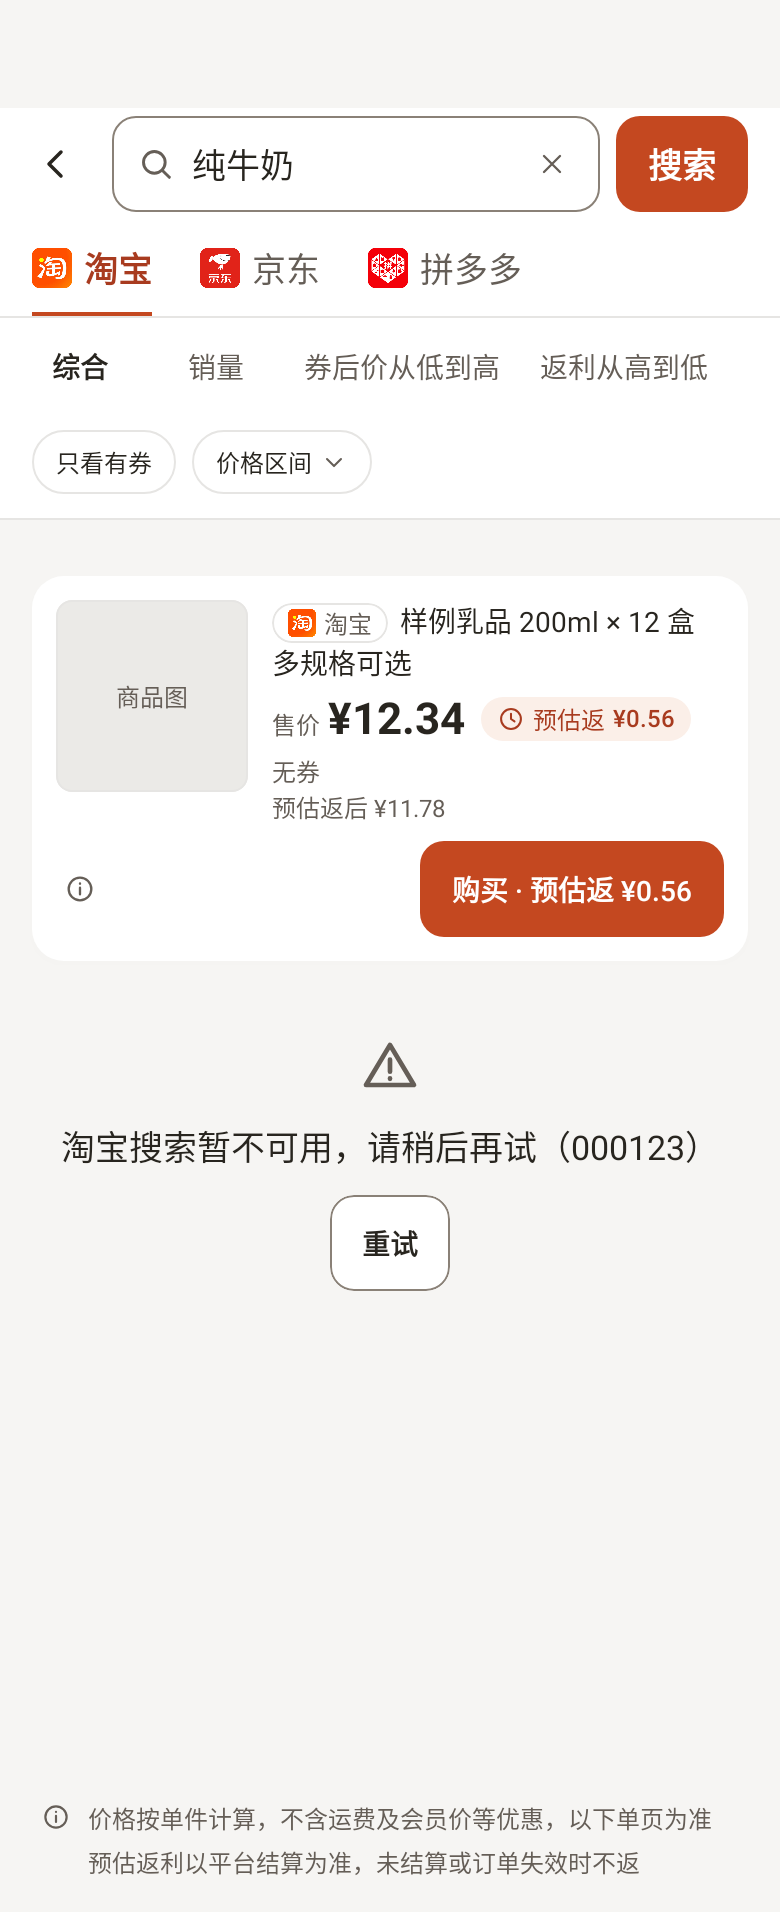 纯牛奶
搜索
淘 淘宝
京东 京东
拼多多
综合
销量
券后价从低到高
返利从高到低
只看有券
价格区间
商品图
淘 淘宝 样例乳品 200ml × 12 盒
多规格可选
售价 ¥12.34
预估返 ¥0.56
无券
预估返后 ¥11.78
购买 · 预估返 ¥0.56
淘宝搜索暂不可用，请稍后再试（000123）
重试
价格按单件计算，不含运费及会员价等优惠，以下单页为准
预估返利以平台结算为准，未结算或订单失效时不返